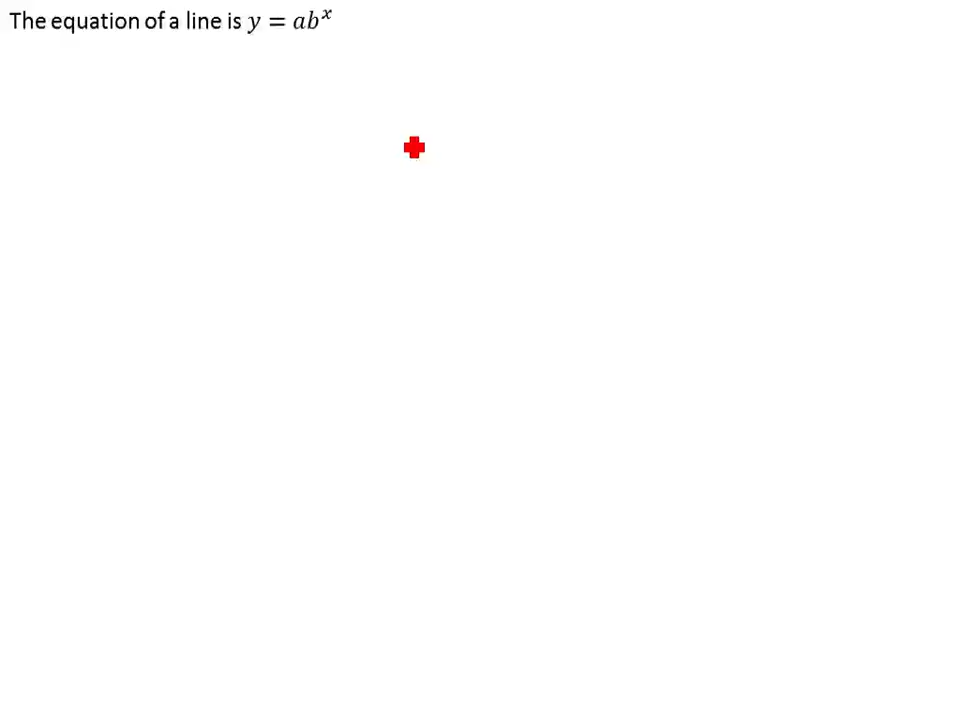 The equation of a line is $y = ab^x$